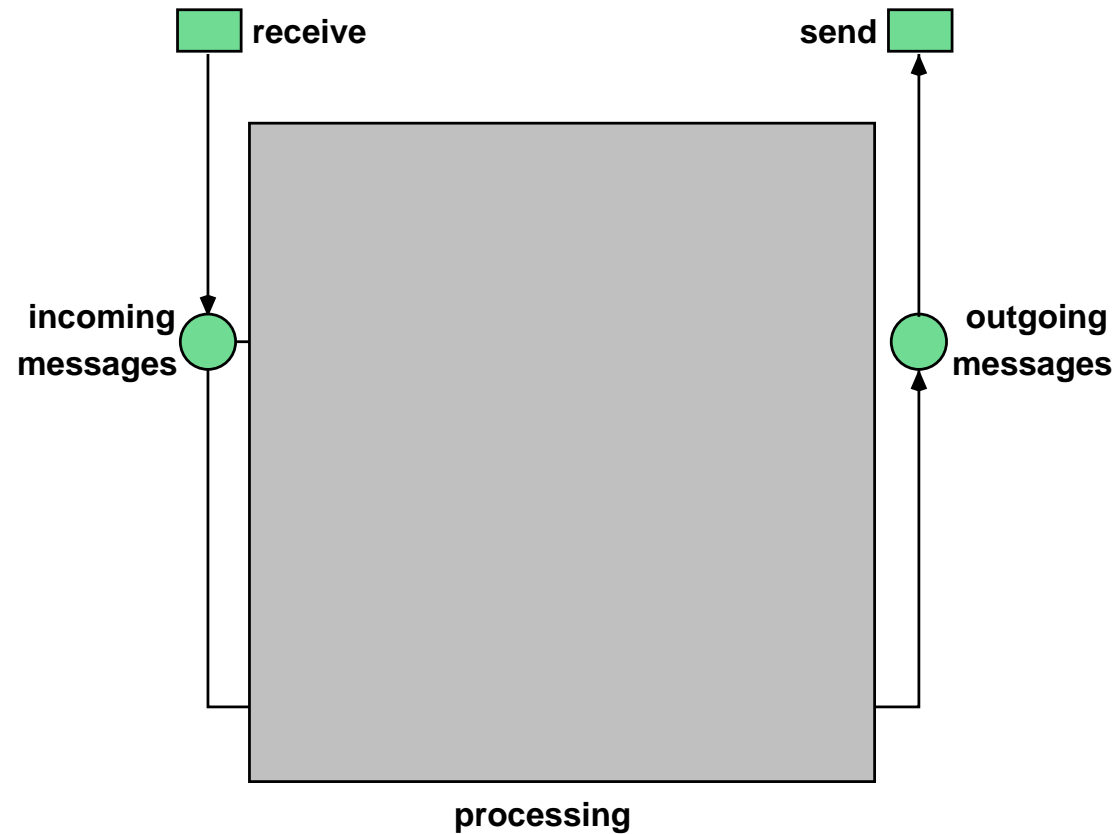 receive
send
incoming
messages
outgoing
messages
processing